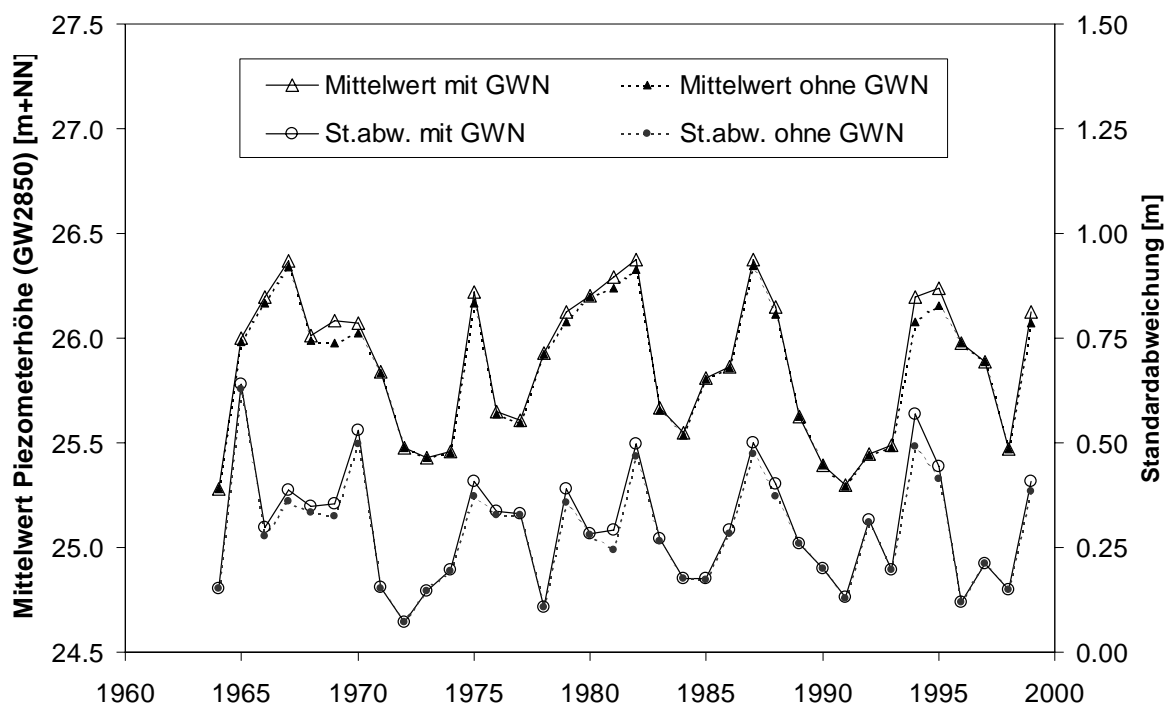 27.5
27.0
26.5
26.0
25.5
25.0
24.5
Mittelwert Piezometerhöhe (GW2850) [m+NN]
Mittelwert mit GWN
Mittelwert ohne GWN
St.abw. mit GWN
St.abw. ohne GWN
1.50
1.25
1.00
0.75
0.50
0.25
0.00
Standardabweichung [m]
1960 1965 1970 1975 1980 1985 1990 1995 2000